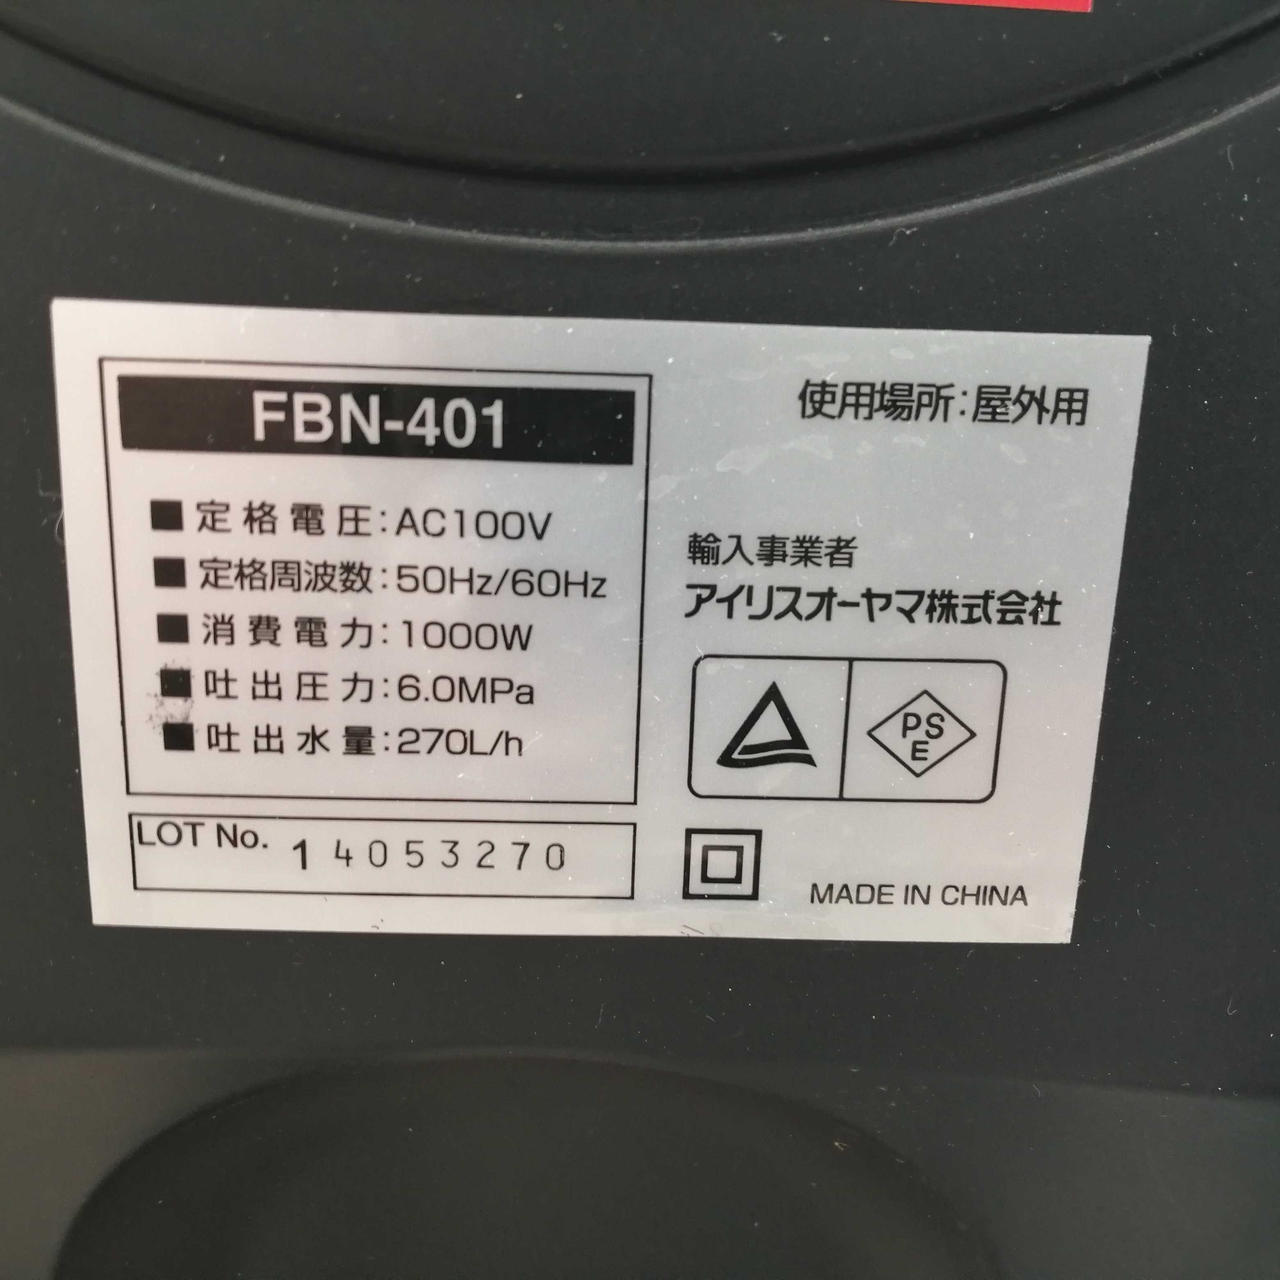 FBN-401
■定格電圧:AC100V
■定格周波数:50Hz/60Hz
■消費電力:1000W
■吐出圧力:6.0MPa
■吐出水量:270L/h
LOT No. 14053270
使用場所:屋外用
輸入事業者
アイリスオーヤマ株式会社
PS
E
MADE IN CHINA